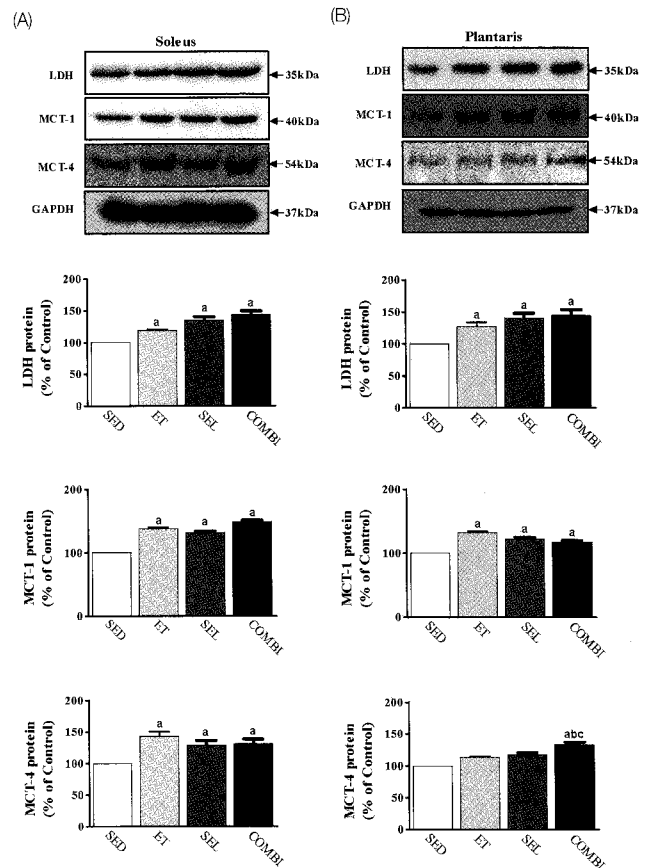 (A)
Soleus
LDH
35kDa
MCT-1
40kDa
MCT-4
54kDa
GAPDH
37kDa
200
150
100
50
0
LDH protein
(% of Control)
a
a
a
SED
ET
SEL
COMBI
200
100
0
MCT-1 protein
(% of Control)
a
a
a
SED
ET
SEL
COMBI
200
150
100
50
0
MCT-4 protein
(% of Control)
a
a
a
SED
ET
SEL
COMBI
(B)
Plantaris
LDH
35kDa
MCT-1
40kDa
MCT-4
54kDa
GAPDH
37kDa
200
150
100
50
0
LDH protein
(% of Control)
a
a
a
SED
ET
SEL
COMBI
200
150
100
50
0
MCT-1 protein
(% of Control)
a
a
a
SED
ET
SEL
COMBI
200
150
100
50
0
MCT-4 protein
(% of Control)
abc
SED
ET
SEL
COMBI